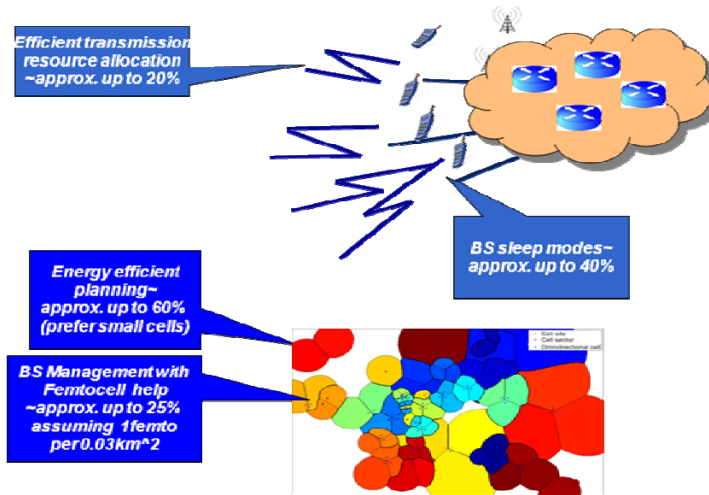 Efficient transmission
resource allocation
~approx. up to 20%
BS sleep modes~
approx. up to 40%
Energy efficient
planning~
approx. up to 60%
(prefer small cells)
BS Management with
Femtocell help
~approx. up to 25%
assuming 1femto
per0.03km^2
Cell site
Cell sector
Omnidirectional cell